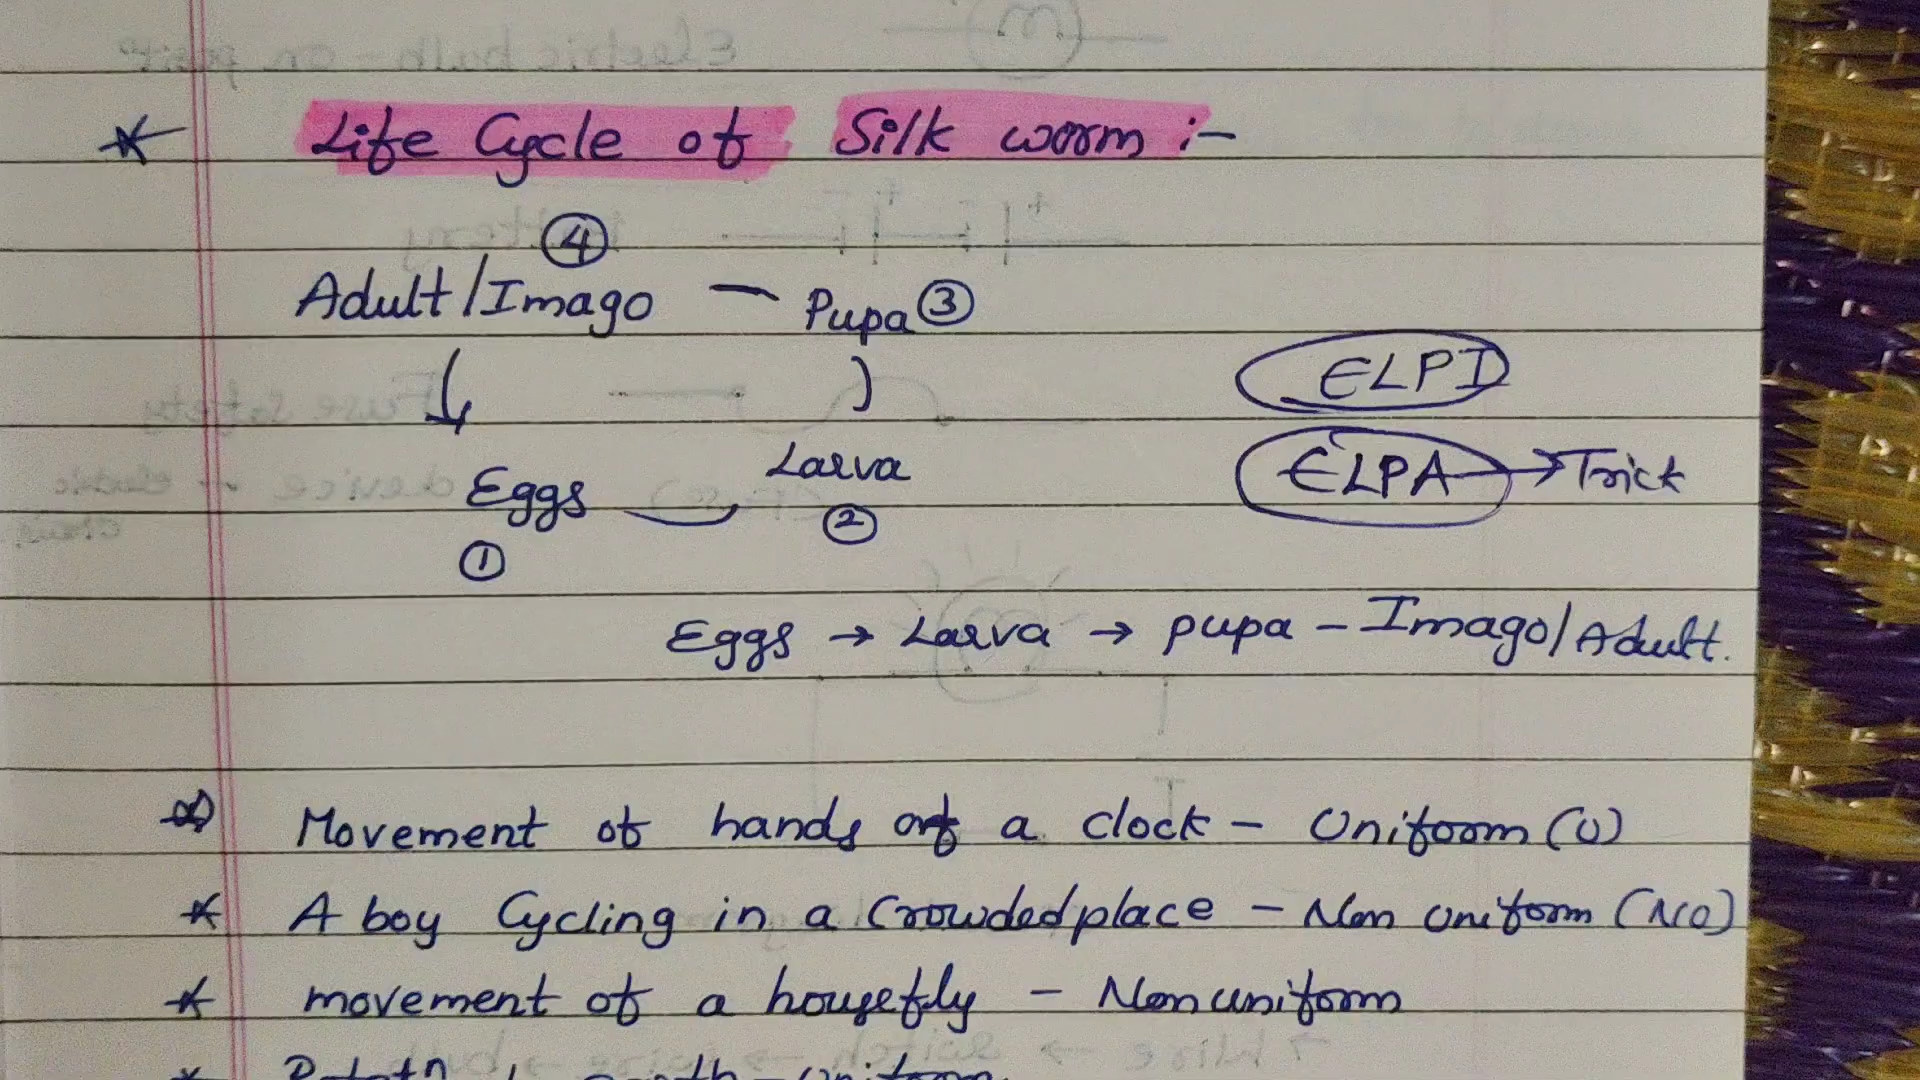 * Life Cycle of Silk worm :-
④
Adult/Imago — Pupa ③
ELPI
Eggs Larva ELPA → Trick
① ②
Eggs → Larva → pupa - Imago/Adult.
Movement of hands of a clock - Uniform (U)
* A boy Cycling in a Crowded place - Non Uniform (NU)
* movement of a housefly - Non uniform